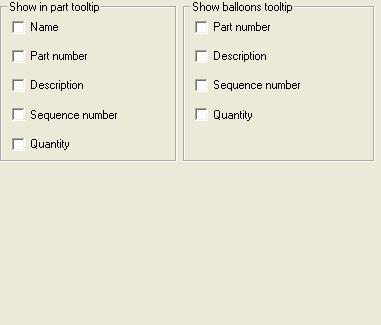 Show in part tooltip
Name
Part number
Description
Sequence number
Quantity
Show balloons tooltip
Part number
Description
Sequence number
Quantity